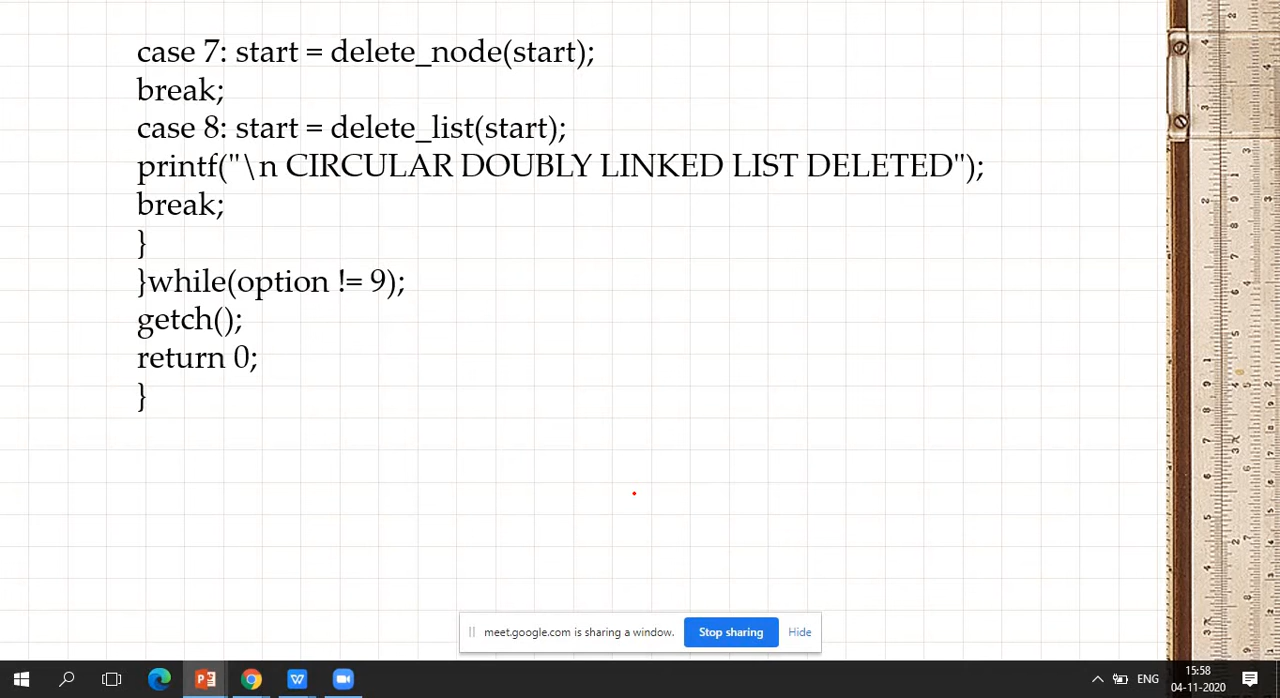 case 7: start = delete_node(start);
break;
case 8: start = delete_list(start);
printf("\n CIRCULAR DOUBLY LINKED LIST DELETED");
break;
}
}while(option != 9);
getch();
return 0;
}
meet.google.com is sharing a window. Stop sharing Hide
ENG
15:58
04-11-2020